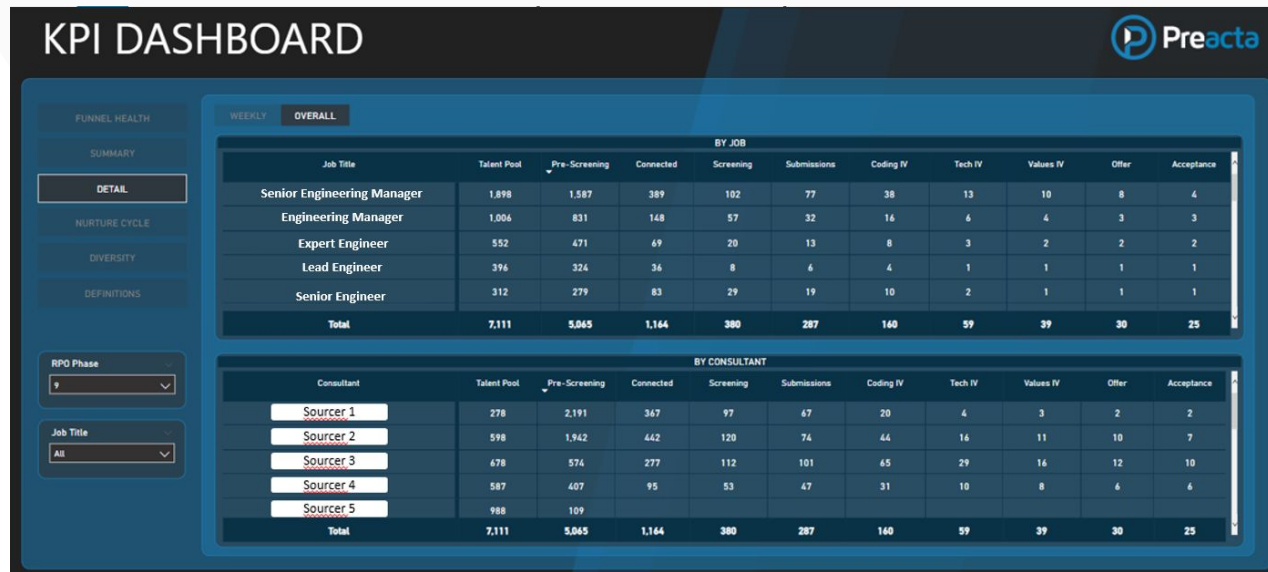 KPI DASHBOARD
Preacta
FUNNEL HEALTH
SUMMARY
DETAIL
NURTURE CYCLE
DIVERSITY
DEFINITIONS
RPO Phase
9
Job Title
All
WEEKLY OVERALL
BY JOB
Job Title Talent Pool Pre-Screening Connected Screening Submissions Coding IV Tech IV Values IV Offer Acceptance
Senior Engineering Manager 1,898 1,587 389 102 77 38 13 10 8 4
Engineering Manager 1,006 831 148 57 32 16 6 4 3 3
Expert Engineer 552 471 69 20 13 8 3 2 2 2
Lead Engineer 396 324 36 8 6 4 1 1 1 1
Senior Engineer 312 279 83 29 19 10 2 1 1 1
Total 7,111 5,065 1,164 380 287 160 59 39 30 25
BY CONSULTANT
Consultant Talent Pool Pre-Screening Connected Screening Submissions Coding IV Tech IV Values IV Offer Acceptance
Sourcer 1 278 2,191 367 97 67 20 4 3 2 2
Sourcer 2 598 1,942 442 120 74 44 16 11 10 7
Sourcer 3 678 574 277 112 101 65 29 16 12 10
Sourcer 4 587 407 95 53 47 31 10 8 6 6
Sourcer 5 988 109
Total 7,111 5,065 1,164 380 287 160 59 39 30 25